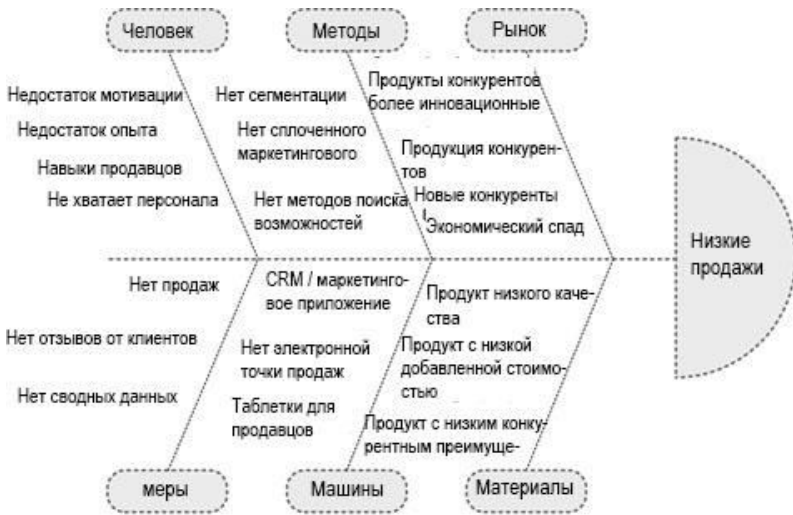 Человек
Методы
Рынок
Недостаток мотивации
Недостаток опыта
Навыки продавцов
Не хватает персонала
Нет сегментации
Нет сплоченного
маркетингового
Нет методов поиска
возможностей
Продукты конкурентов
более инновационные
Продукция конкурен-
тов
Новые конкуренты
Экономический спад
Низкие
продажи
Нет продаж
Нет отзывов от клиентов
Нет сводных данных
CRM / маркетинго-
вое приложение
Нет электронной
точки продаж
Таблетки для
продавцов
Продукт низкого каче-
ства
Продукт с низкой
добавленной стоимо-
стью
Продукт с низким конку-
рентным преимуще-
меры
Машины
Материалы